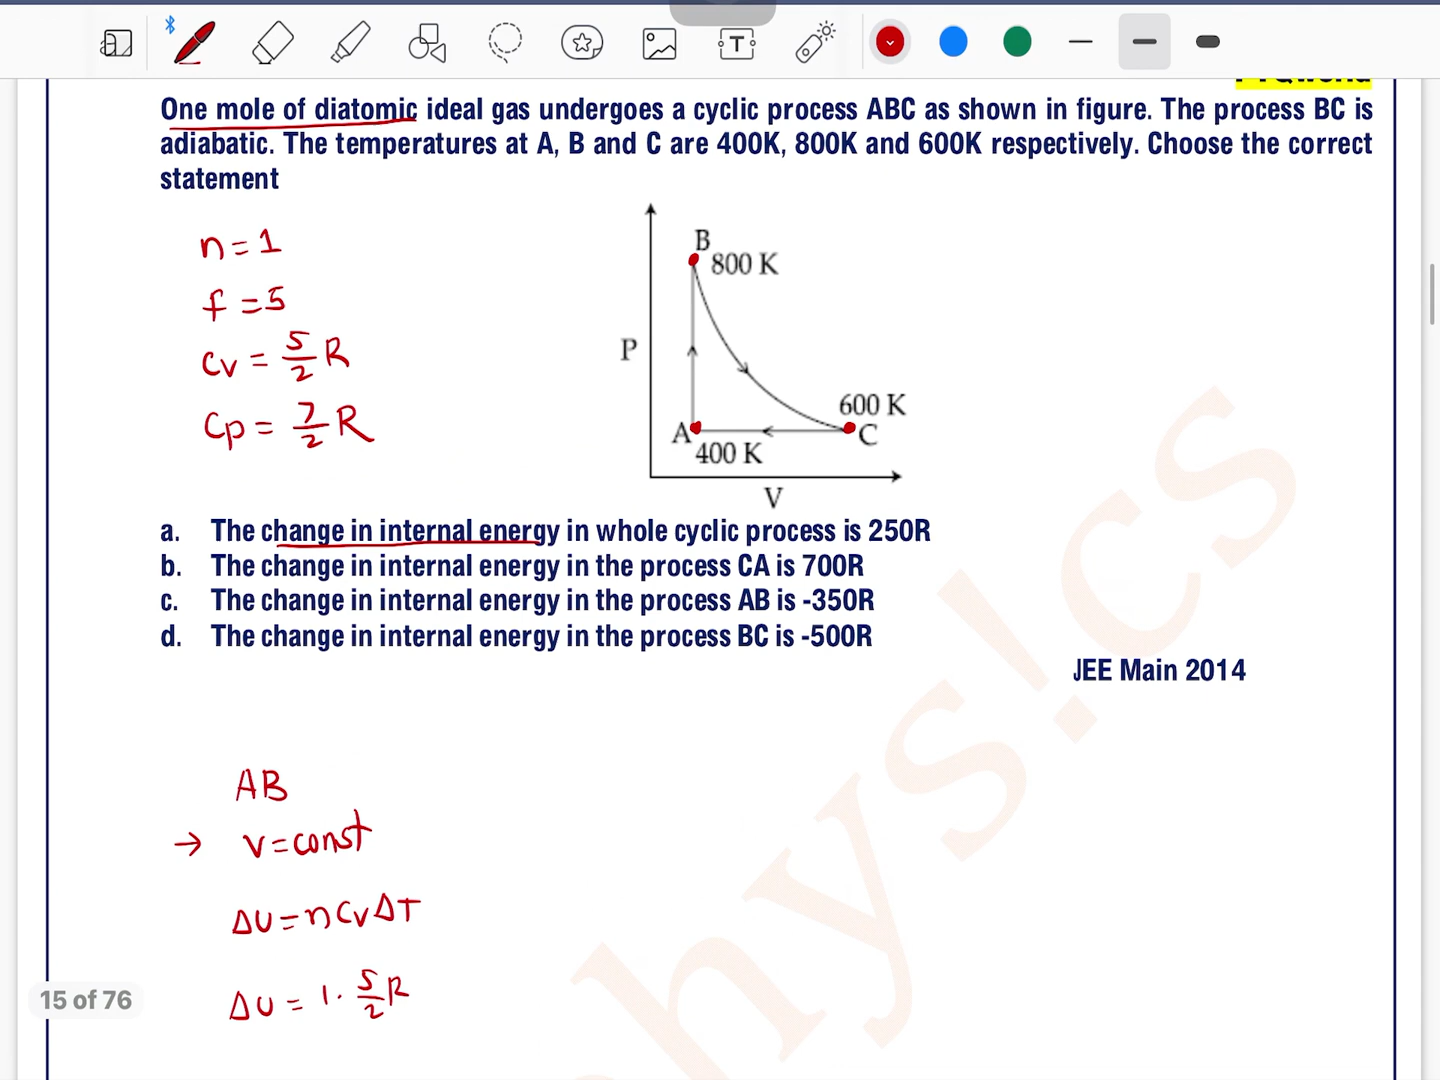 One mole of diatomic ideal gas undergoes a cyclic process ABC as shown in figure. The process BC is
adiabatic. The temperatures at A, B and C are 400K, 800K and 600K respectively. Choose the correct
statement
n = 1
f = 5
Cv = 5/2 R
Cp = 7/2 R
B
800 K
P
600 K
A
C
400 K
V
a. The change in internal energy in whole cyclic process is 250R
b. The change in internal energy in the process CA is 700R
c. The change in internal energy in the process AB is -350R
d. The change in internal energy in the process BC is -500R
JEE Main 2014
AB
→ V = const
ΔU = nCvΔT
ΔU = 1. 5/2 R
15 of 76
hys!cs